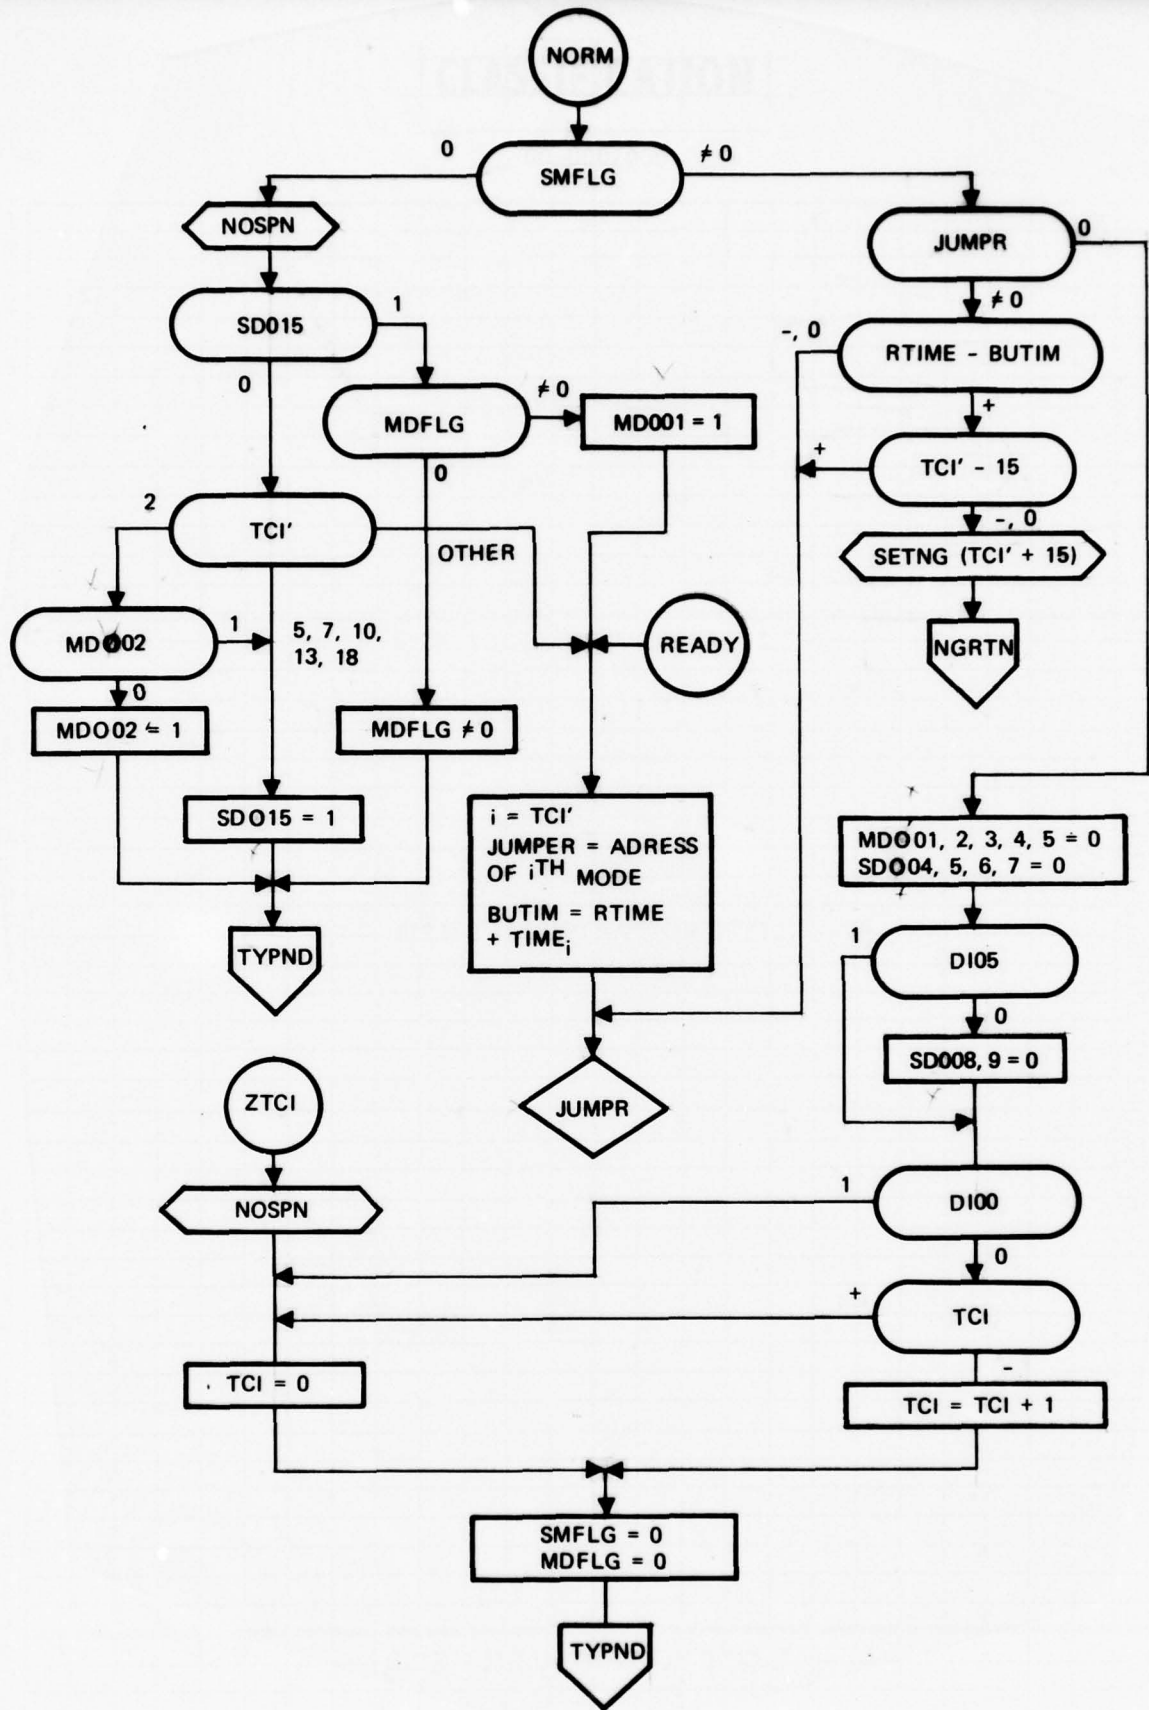 NORM
0
SMFLG
≠ 0
NOSPN
JUMPR
0
SD015
1
≠ 0
-, 0
RTIME - BUTIM
0
≠ 0
MDFLG
MD001 = 1
+
+
TCI' - 15
0
2
TCI'
OTHER
-, 0
SETNG (TCI' + 15)
MD002
1
5, 7, 10,
13, 18
READY
NGRTN
0
MDO02 = 1
MDFLG ≠ 0
SDO15 = 1
i = TCI'
JUMPER = ADRESS
OF iTH MODE
BUTIM = RTIME
+ TIMEi
MD001, 2, 3, 4, 5 = 0
SD004, 5, 6, 7 = 0
TYPND
1
DI05
0
SD008, 9 = 0
ZTCI
JUMPR
NOSPN
1
DI00
0
+
TCI
-
TCI = 0
TCI = TCI + 1
SMFLG = 0
MDFLG = 0
TYPND